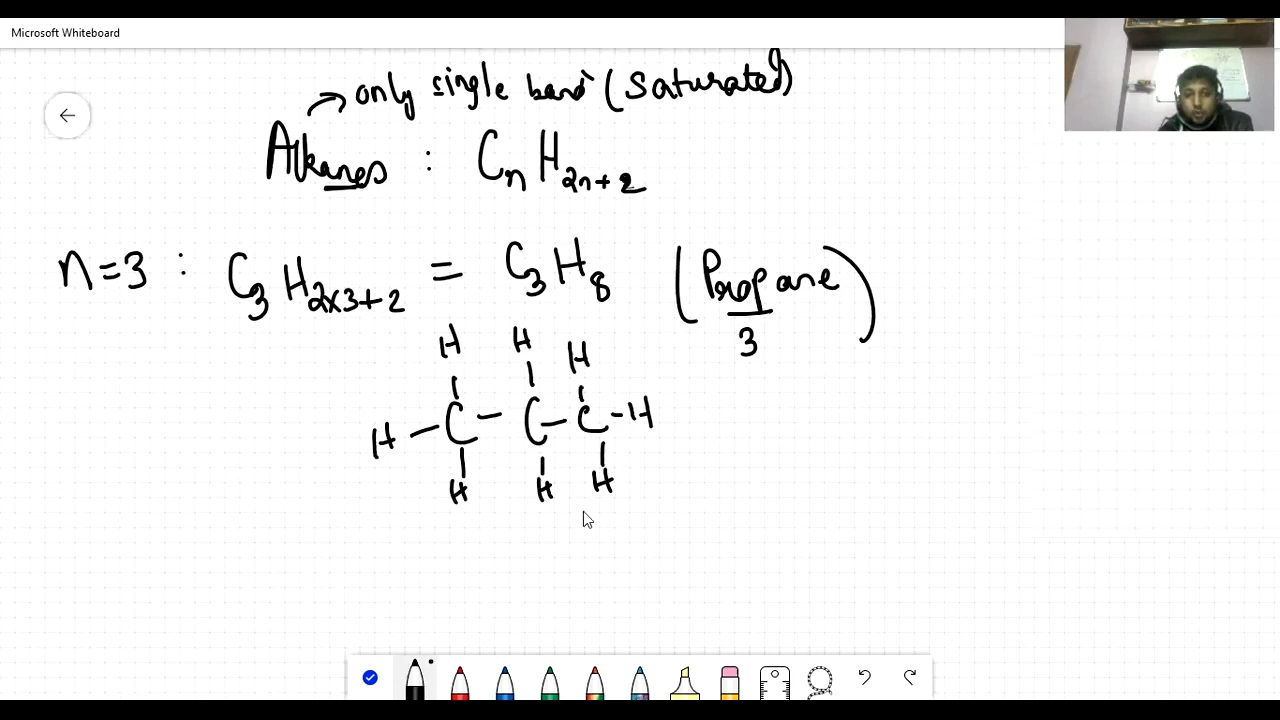 Microsoft Whiteboard
only single bond (saturated)
Alkanes : CnH2n+2
n=3 : C3H2x3+2 = C3H8 (Propane)
3
H H H
H - C - C - C - H
H H H